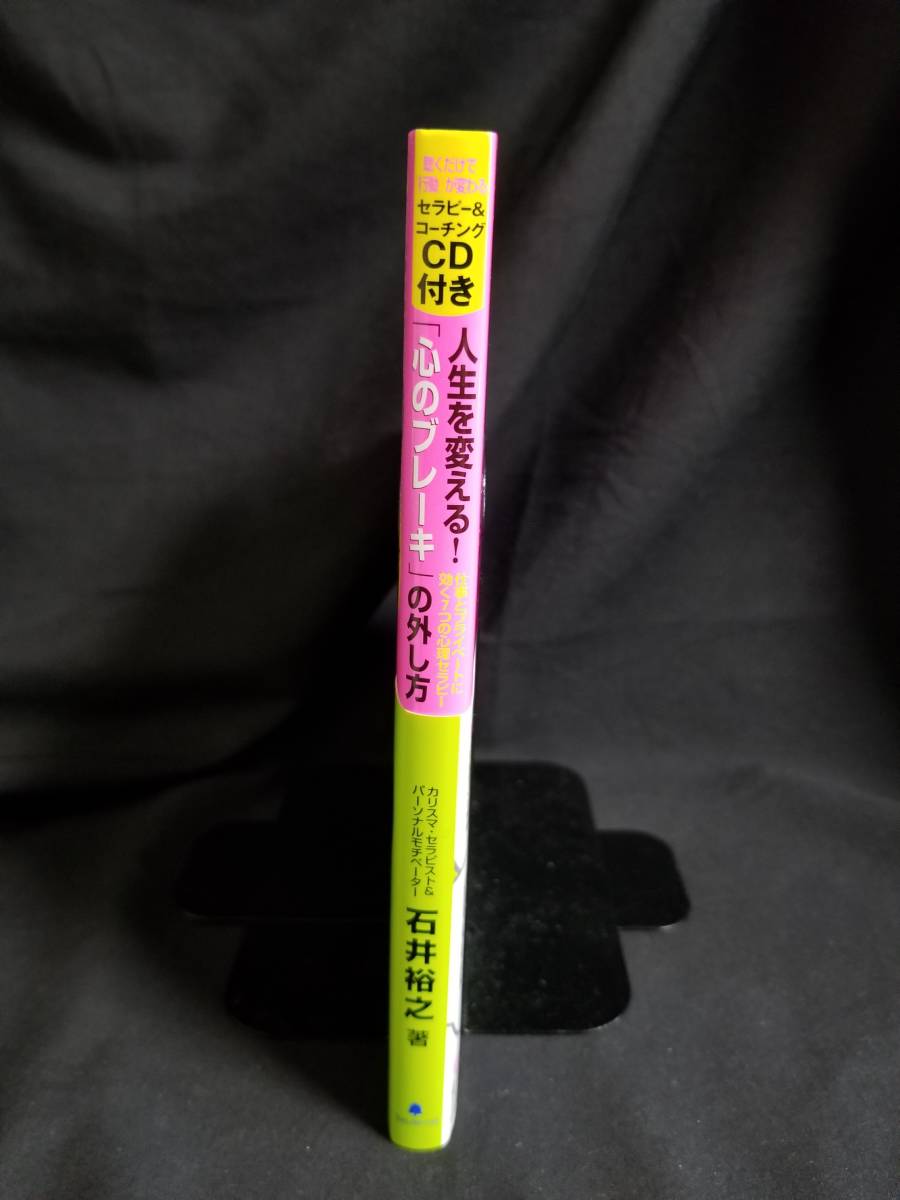 聴くだけで
「行動」が変わる
セラピー&
コーチング
CD
付き
人生を変える!
「心のブレーキ」の外し方
仕事とプライベートに
効く7つの心理セラピー
カリスマ・セラピスト&
パーソナルモチベーター
石井裕之 著